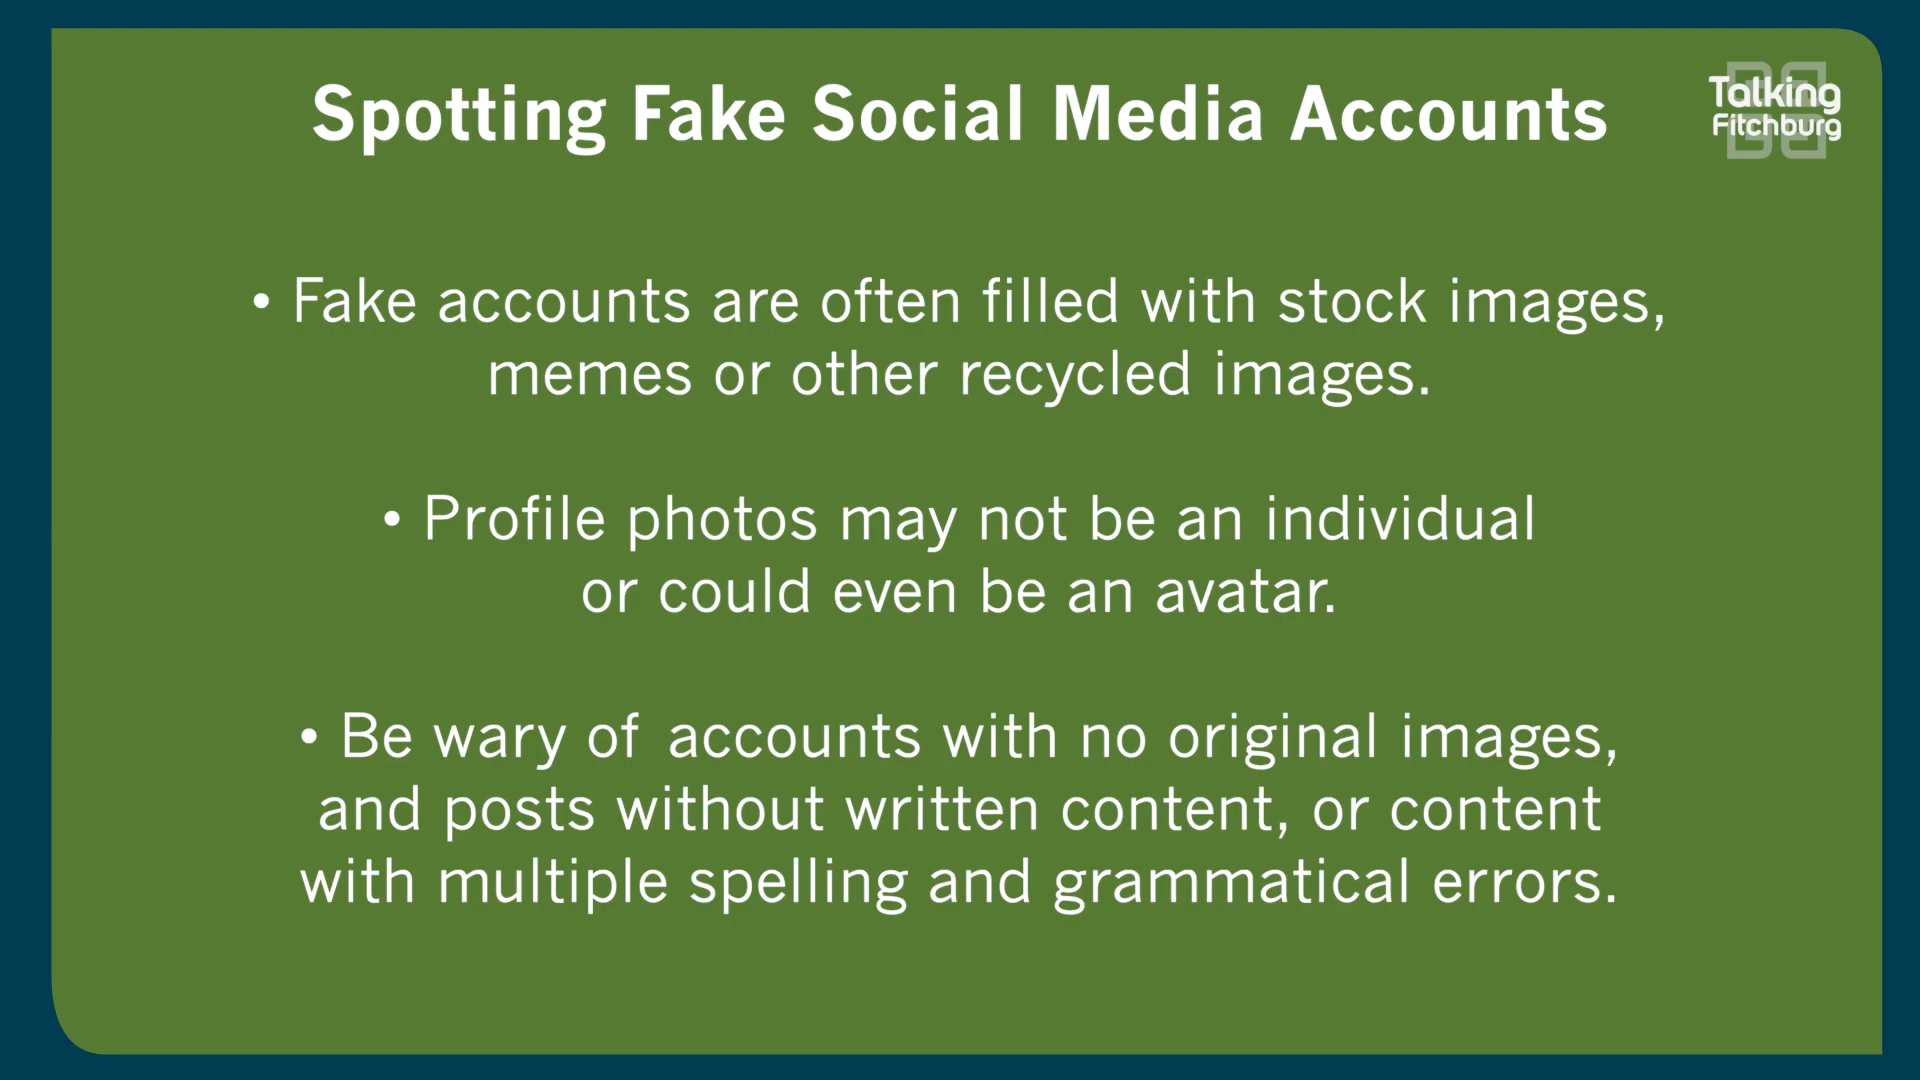 Spotting Fake Social Media Accounts
Talking
Fitchburg
• Fake accounts are often filled with stock images,
memes or other recycled images.
• Profile photos may not be an individual
or could even be an avatar.
• Be wary of accounts with no original images,
and posts without written content, or content
with multiple spelling and grammatical errors.